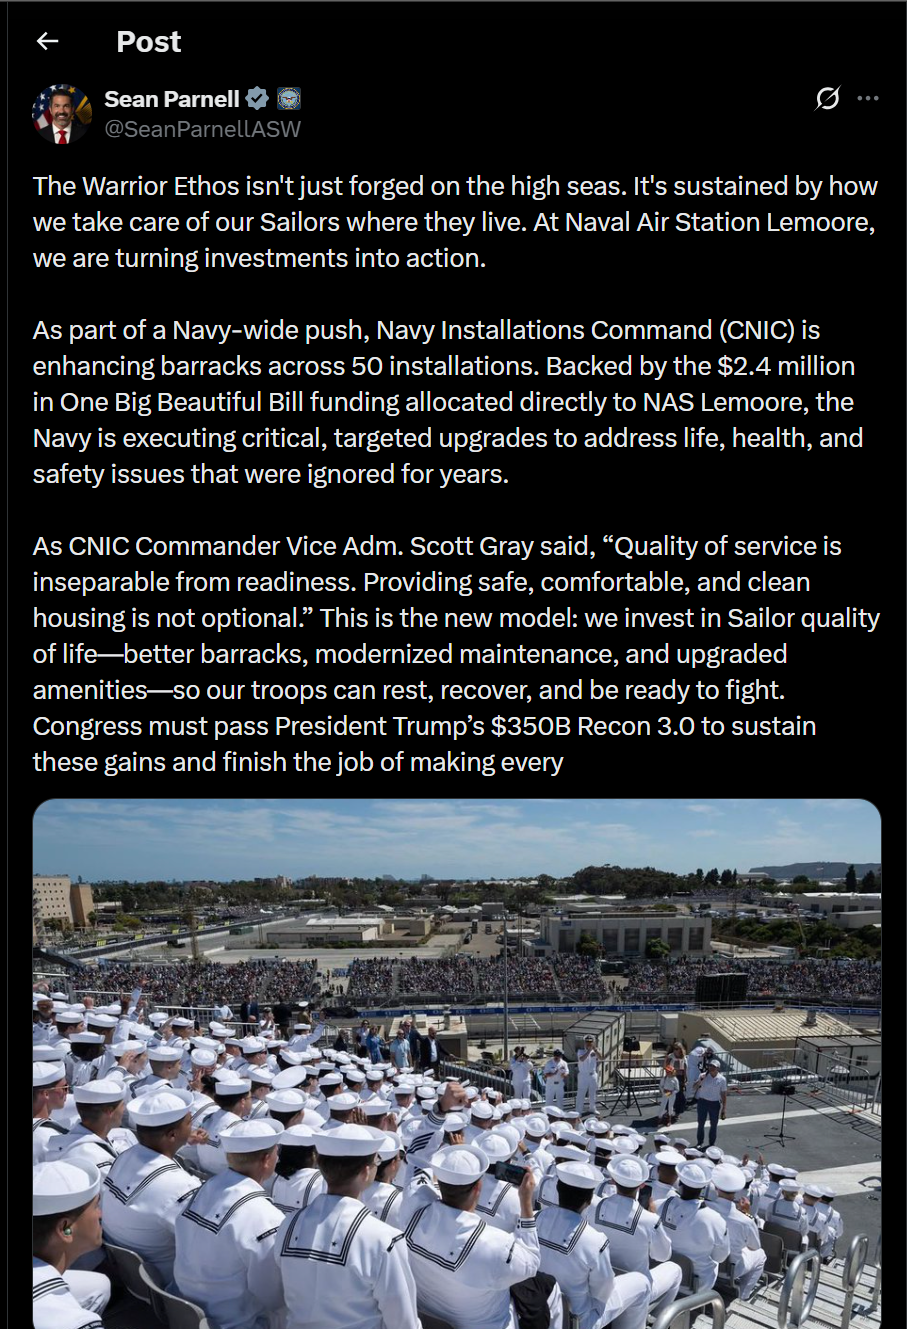 Post
Sean Parnell
@SeanParnellASW
The Warrior Ethos isn't just forged on the high seas. It's sustained by how
we take care of our Sailors where they live. At Naval Air Station Lemoore,
we are turning investments into action.
As part of a Navy-wide push, Navy Installations Command (CNIC) is
enhancing barracks across 50 installations. Backed by the $2.4 million
in One Big Beautiful Bill funding allocated directly to NAS Lemoore, the
Navy is executing critical, targeted upgrades to address life, health, and
safety issues that were ignored for years.
As CNIC Commander Vice Adm. Scott Gray said, “Quality of service is
inseparable from readiness. Providing safe, comfortable, and clean
housing is not optional.” This is the new model: we invest in Sailor quality
of life—better barracks, modernized maintenance, and upgraded
amenities—so our troops can rest, recover, and be ready to fight.
Congress must pass President Trump’s $350B Recon 3.0 to sustain
these gains and finish the job of making every